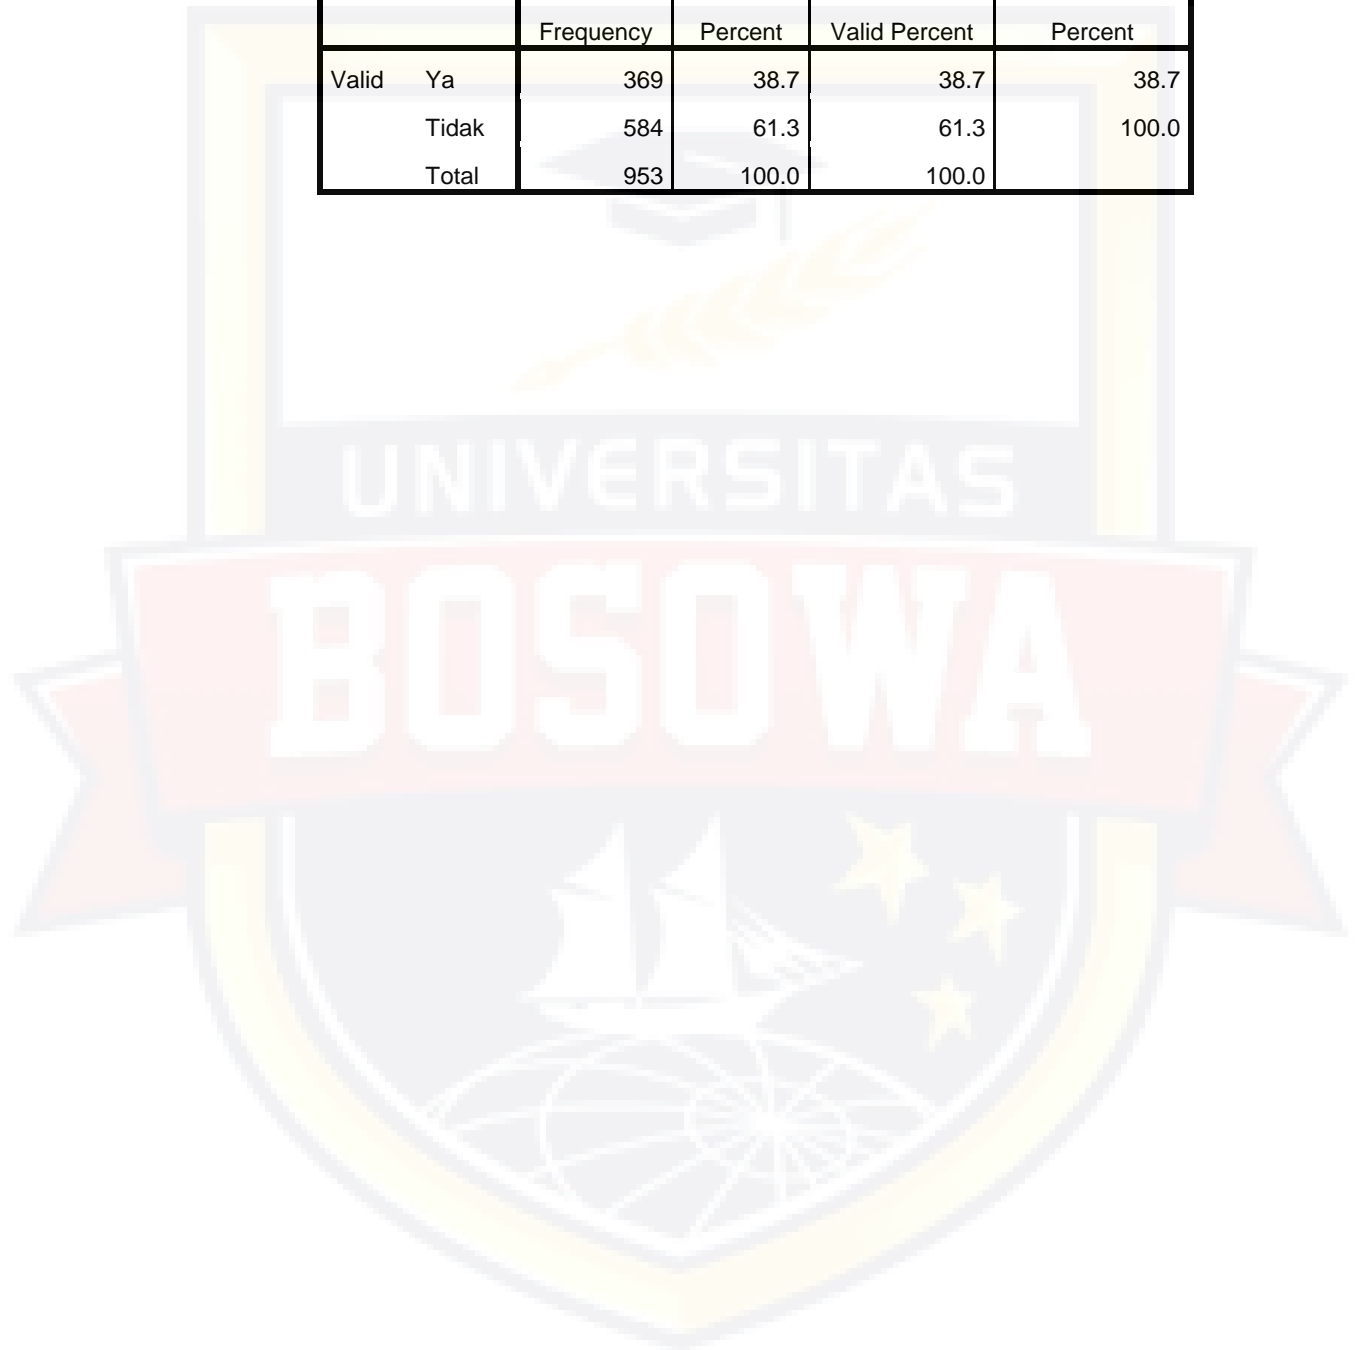 Frequency Percent Valid Percent Percent
Valid Ya 369 38.7 38.7 38.7
Tidak 584 61.3 61.3 100.0
Total 953 100.0 100.0
UNIVERSITAS
BOSOWA